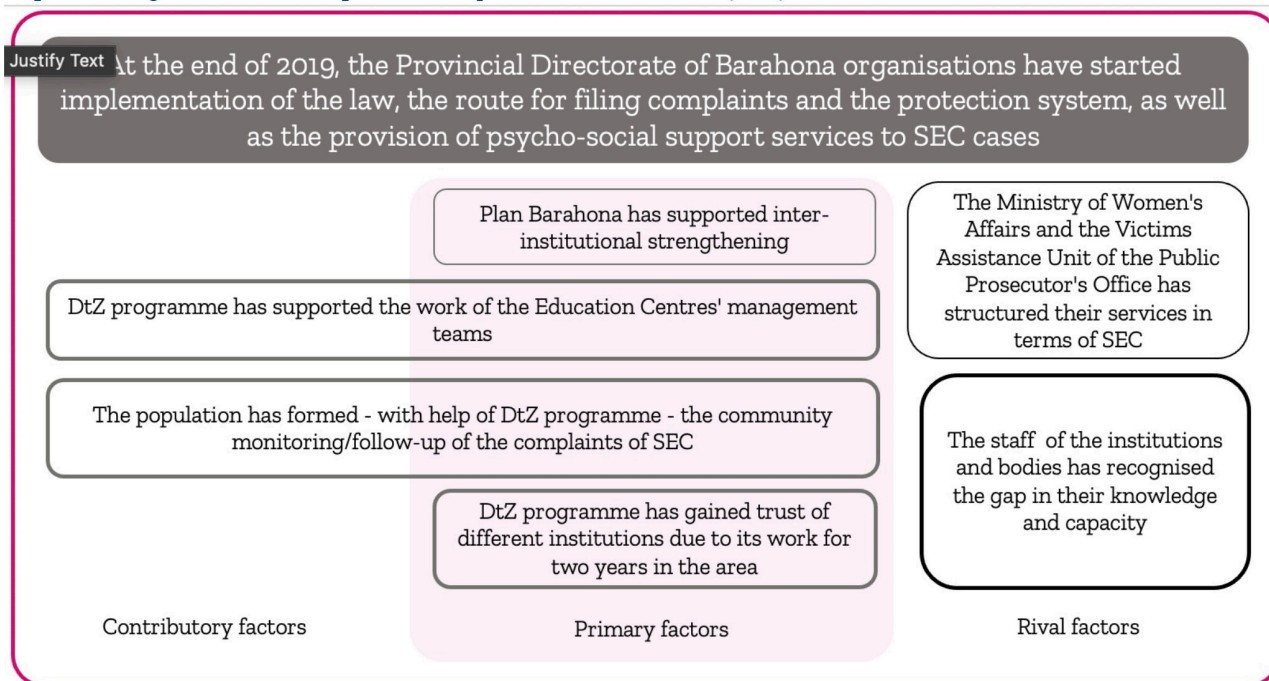 Justify Text
At the end of 2019, the Provincial Directorate of Barahona organisations have started
implementation of the law, the route for filing complaints and the protection system, as well
as the provision of psycho-social support services to SEC cases
Plan Barahona has supported inter-
institutional strengthening
DtZ programme has supported the work of the Education Centres' management
teams
The population has formed - with help of DtZ programme - the community
monitoring/follow-up of the complaints of SEC
DtZ programme has gained trust of
different institutions due to its work for
two years in the area
The Ministry of Women's
Affairs and the Victims
Assistance Unit of the Public
Prosecutor's Office has
structured their services in
terms of SEC
The staff of the institutions
and bodies has recognised
the gap in their knowledge
and capacity
Contributory factors
Primary factors
Rival factors